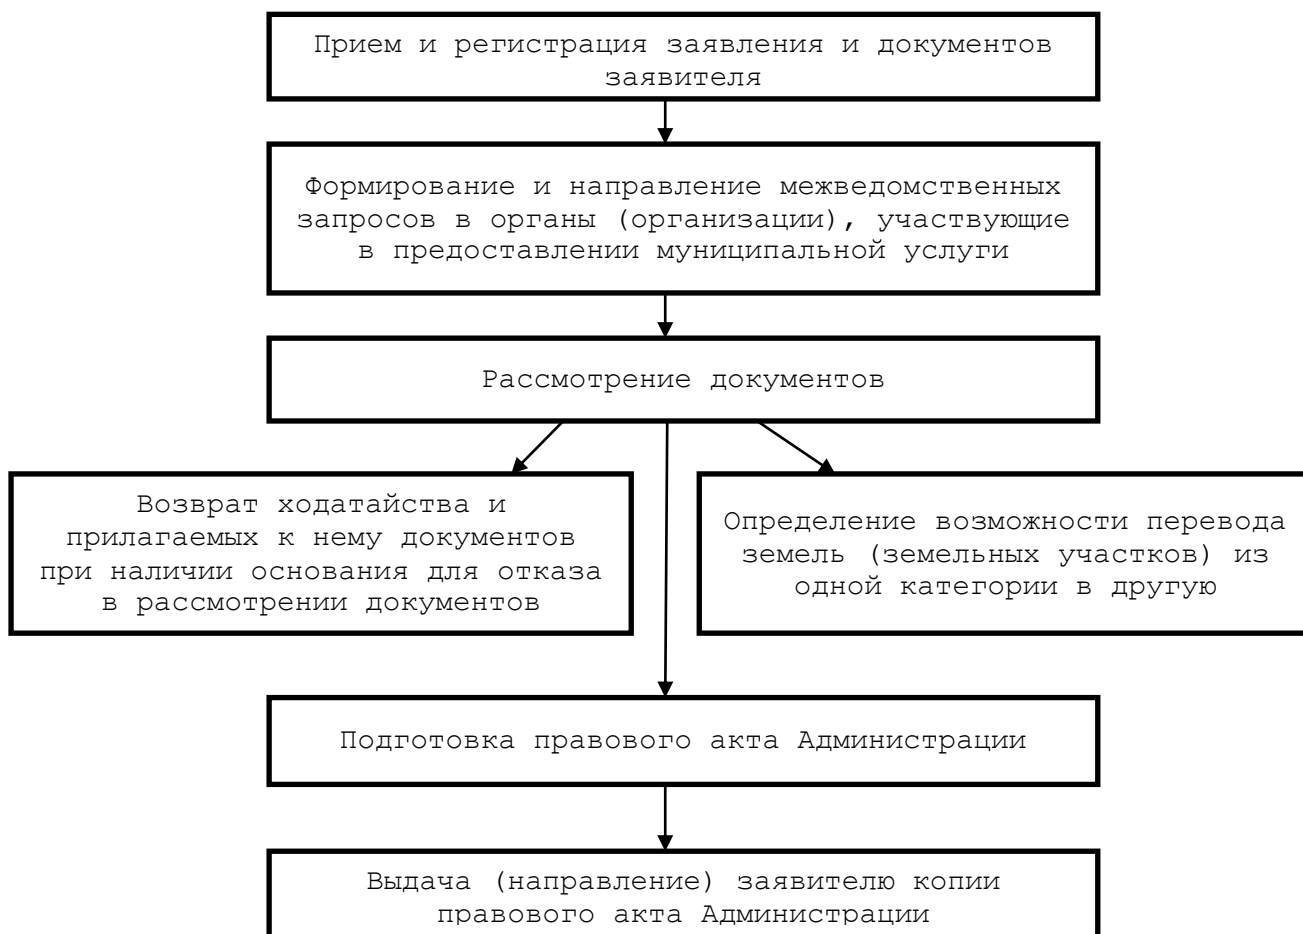 Прием и регистрация заявления и документов
заявителя
Формирование и направление межведомственных
запросов в органы (организации), участвующие
в предоставлении муниципальной услуги
Рассмотрение документов
Возврат ходатайства и
прилагаемых к нему документов
при наличии основания для отказа
в рассмотрении документов
Определение возможности перевода
земель (земельных участков) из
одной категории в другую
Подготовка правового акта Администрации
Выдача (направление) заявителю копии
правового акта Администрации